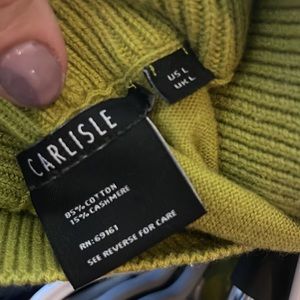 CARLISLE
85% COTTON
15% CASHMERE
RN: 69161
SEE REVERSE FOR CARE
US L
UK L